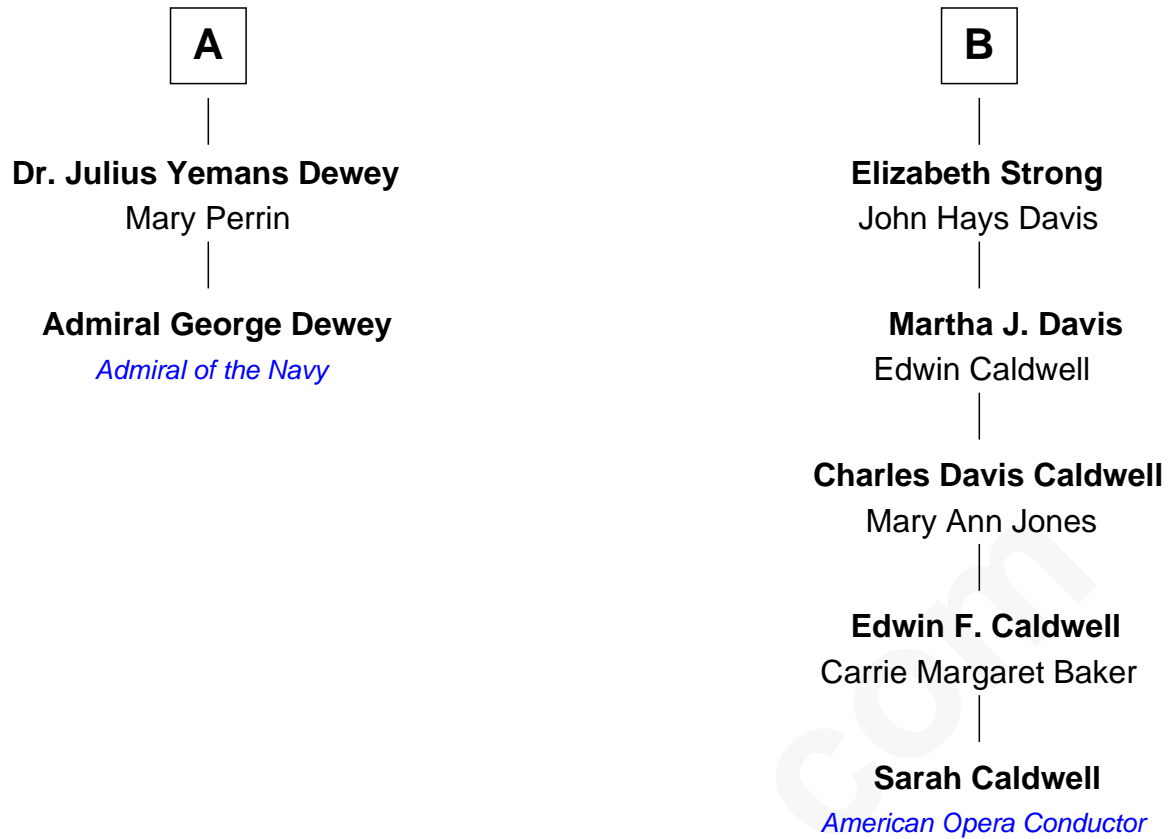 A
Dr. Julius Yemans Dewey
Mary Perrin
Admiral George Dewey
Admiral of the Navy
B
Elizabeth Strong
John Hays Davis
Martha J. Davis
Edwin Caldwell
Charles Davis Caldwell
Mary Ann Jones
Edwin F. Caldwell
Carrie Margaret Baker
Sarah Caldwell
American Opera Conductor
com